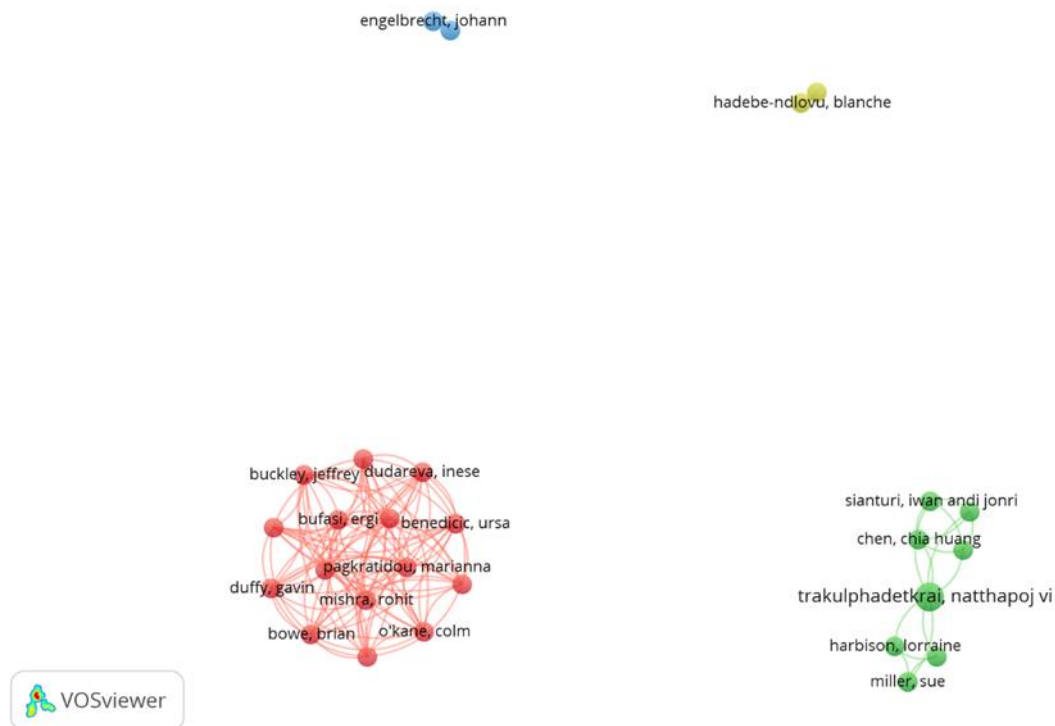 engelbrecht, johann
hadebe-ndlovu, blanche
buckley, jeffrey
dudareva, inese
bufasi, ergi
benedicic, ursa
pagkratidou, marianna
duffy, gavin
mishra, rohit
bowe, brian
o'kane, colm
sianturi, iwan andi jonri
chen, chia huang
trakulphadetkrai, natthapoj vi
harbison, lorraine
miller, sue
VOSviewer